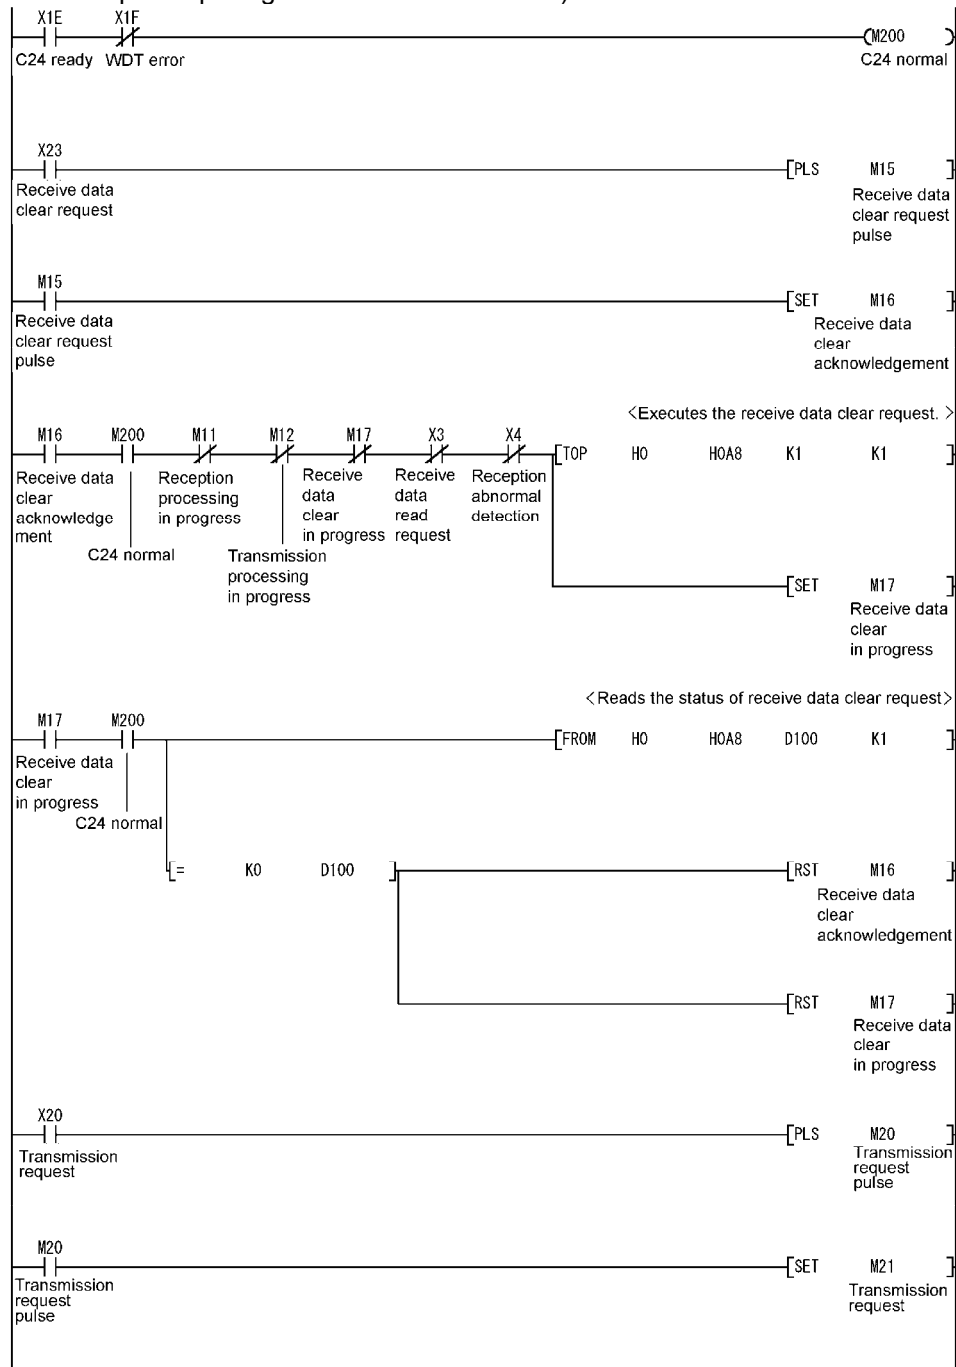 X1E X1F
(M200 )
C24 ready WDT error
C24 normal
X23
[PLS M15 ]
Receive data
clear request
Receive data
clear request
pulse
M15
[SET M16 ]
Receive data
clear request
pulse
Receive data
clear
acknowledgement
<Executes the receive data clear request. >
M16 M200 M11 M12 M17 X3 X4
[TOP H0 H0A8 K1 K1 ]
Receive data
clear
acknowledge
ment
C24 normal
Reception
processing
in progress
Transmission
processing
in progress
Receive
data
clear
in progress
Receive
data
read
request
Reception
abnormal
detection
[SET M17 ]
Receive data
clear
in progress
<Reads the status of receive data clear request>
M17 M200
[FROM H0 H0A8 D100 K1 ]
Receive data
clear
in progress
C24 normal
[= K0 D100 ]
[RST M16 ]
Receive data
clear
acknowledgement
[RST M17 ]
Receive data
clear
in progress
X20
[PLS M20 ]
Transmission
request
Transmission
request
pulse
M20
[SET M21 ]
Transmission
request
pulse
Transmission
request